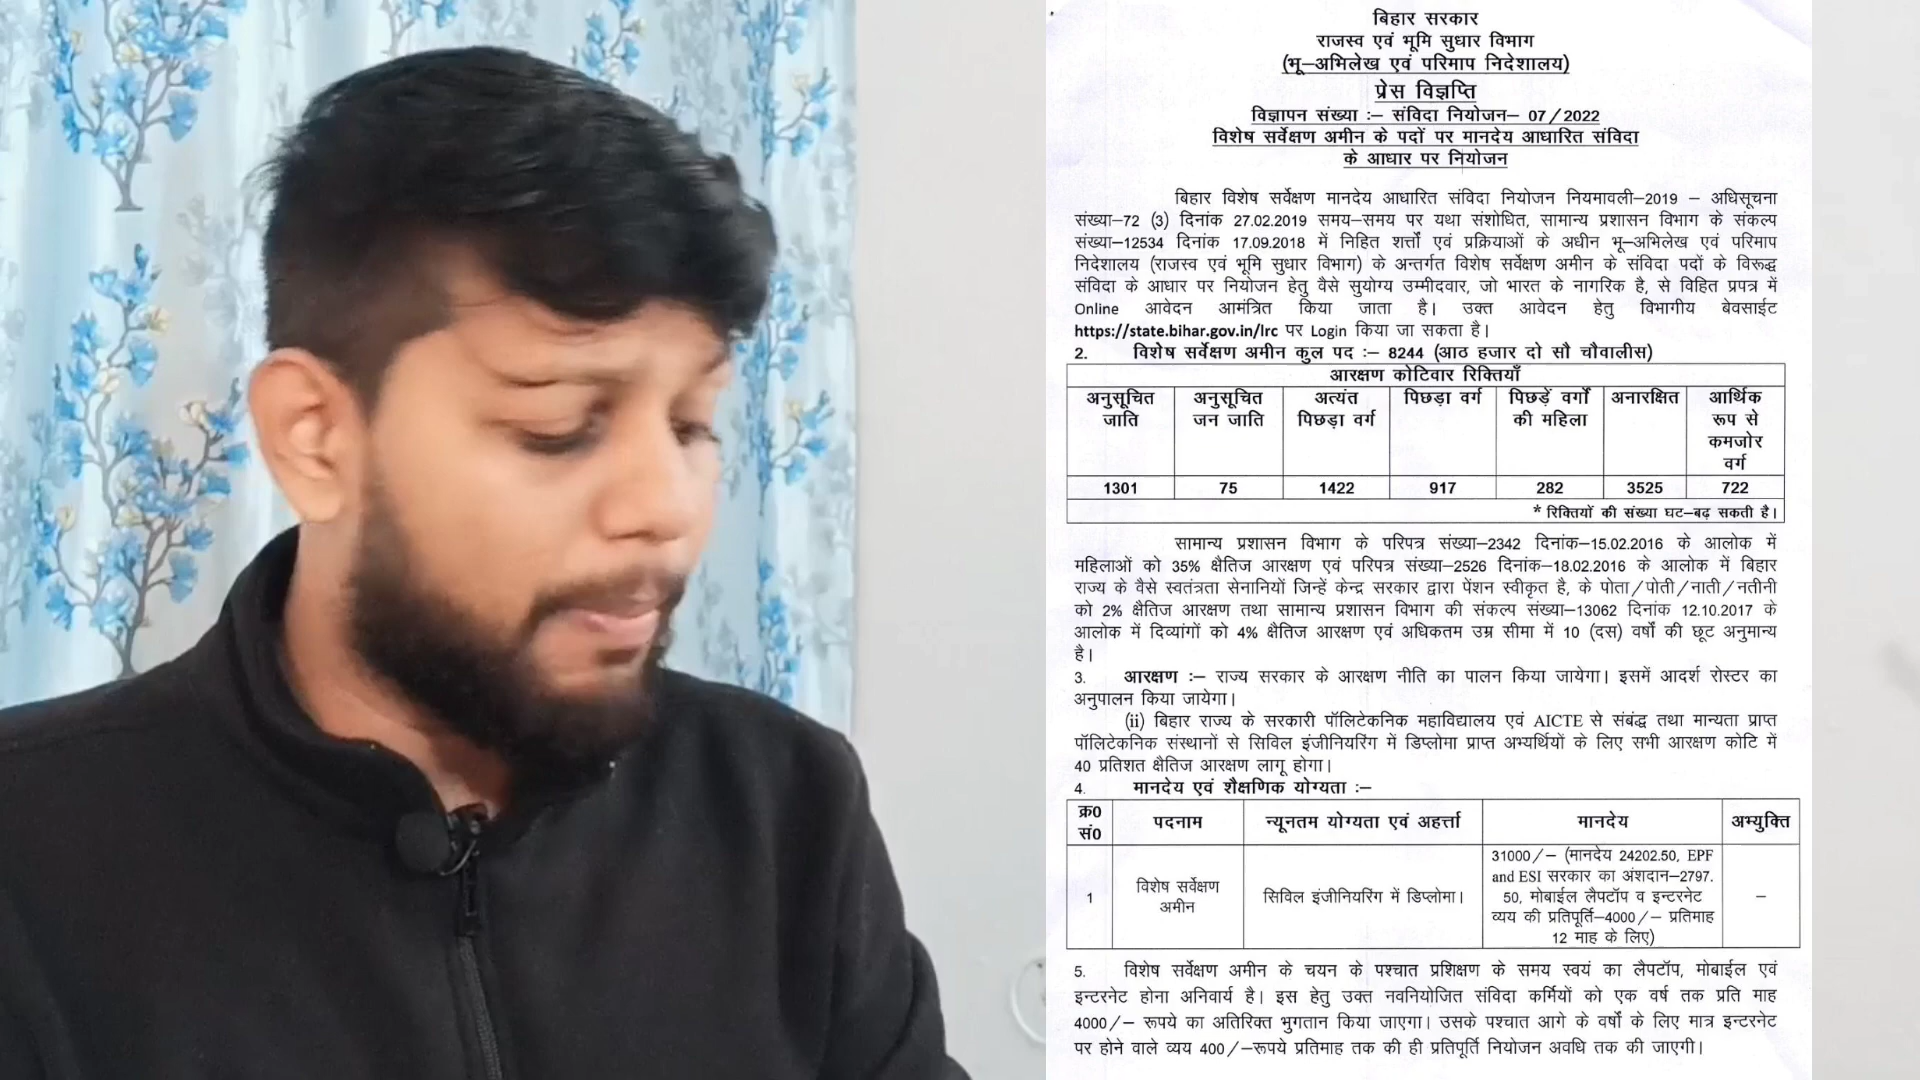 बिहार सरकार
राजस्व एवं भूमि सुधार विभाग
(भू–अभिलेख एवं परिमाप निदेशालय)
प्रेस विज्ञप्ति
विज्ञापन संख्या :– संविदा नियोजन– 07/2022
विशेष सर्वेक्षण अमीन के पदों पर मानदेय आधारित संविदा
के आधार पर नियोजन
बिहार विशेष सर्वेक्षण मानदेय आधारित संविदा नियोजन नियमावली–2019 – अधिसूचना
संख्या–72 (3) दिनांक 27.02.2019 समय–समय पर यथा संशोधित, सामान्य प्रशासन विभाग के संकल्प
संख्या–12534 दिनांक 17.09.2018 में निहित शर्त्तों एवं प्रक्रियाओं के अधीन भू–अभिलेख एवं परिमाप
निदेशालय (राजस्व एवं भूमि सुधार विभाग) के अन्तर्गत विशेष सर्वेक्षण अमीन के संविदा पदों के विरूद्ध
संविदा के आधार पर नियोजन हेतु वैसे सुयोग्य उम्मीदवार, जो भारत के नागरिक है, से विहित प्रपत्र में
Online आवेदन आमंत्रित किया जाता है। उक्त आवेदन हेतु विभागीय बेवसाईट
https://state.bihar.gov.in/lrc पर Login किया जा सकता है।
2. विशेष सर्वेक्षण अमीन कुल पद :– 8244 (आठ हजार दो सौ चौवालीस)
आरक्षण कोटिवार रिक्तियाँ
अनुसूचित जाति अनुसूचित जन जाति अत्यंत पिछड़ा वर्ग पिछड़ा वर्ग पिछड़ें वर्गों की महिला अनारक्षित आर्थिक रूप से कमजोर वर्ग
1301 75 1422 917 282 3525 722
* रिक्तियों की संख्या घट–बढ़ सकती है।
सामान्य प्रशासन विभाग के परिपत्र संख्या–2342 दिनांक–15.02.2016 के आलोक में
महिलाओं को 35% क्षैतिज आरक्षण एवं परिपत्र संख्या–2526 दिनांक–18.02.2016 के आलोक में बिहार
राज्य के वैसे स्वतंत्रता सेनानियों जिन्हें केन्द्र सरकार द्वारा पेंशन स्वीकृत है, के पोता/पोती/नाती/नतीनी
को 2% क्षैतिज आरक्षण तथा सामान्य प्रशासन विभाग की संकल्प संख्या–13062 दिनांक 12.10.2017 के
आलोक में दिव्यांगों को 4% क्षैतिज आरक्षण एवं अधिकतम उम्र सीमा में 10 (दस) वर्षों की छूट अनुमान्य
है।
3. आरक्षण :– राज्य सरकार के आरक्षण नीति का पालन किया जायेगा। इसमें आदर्श रोस्टर का
अनुपालन किया जायेगा।
(ii) बिहार राज्य के सरकारी पॉलिटेकनिक महाविद्यालय एवं AICTE से संबंद्ध तथा मान्यता प्राप्त
पॉलिटेकनिक संस्थानों से सिविल इंजीनियरिंग में डिप्लोमा प्राप्त अभ्यर्थियों के लिए सभी आरक्षण कोटि में
40 प्रतिशत क्षैतिज आरक्षण लागू होगा।
4. मानदेय एवं शैक्षणिक योग्यता :–
क्र0 सं0 पदनाम न्यूनतम योग्यता एवं अहर्त्ता मानदेय अभ्युक्ति
1 विशेष सर्वेक्षण अमीन सिविल इंजीनियरिंग में डिप्लोमा। 31000/– (मानदेय 24202.50, EPF and ESI सरकार का अंशदान–2797.50, मोबाईल लैपटॉप व इन्टरनेट व्यय की प्रतिपूर्ति–4000/– प्रतिमाह 12 माह के लिए) –
5. विशेष सर्वेक्षण अमीन के चयन के पश्चात प्रशिक्षण के समय स्वयं का लैपटॉप, मोबाईल एवं
इन्टरनेट होना अनिवार्य है। इस हेतु उक्त नवनियोजित संविदा कर्मियों को एक वर्ष तक प्रति माह
4000/– रूपये का अतिरिक्त भुगतान किया जाएगा। उसके पश्चात आगे के वर्षों के लिए मात्र इन्टरनेट
पर होने वाले व्यय 400/–रूपये प्रतिमाह तक की ही प्रतिपूर्ति नियोजन अवधि तक की जाएगी।